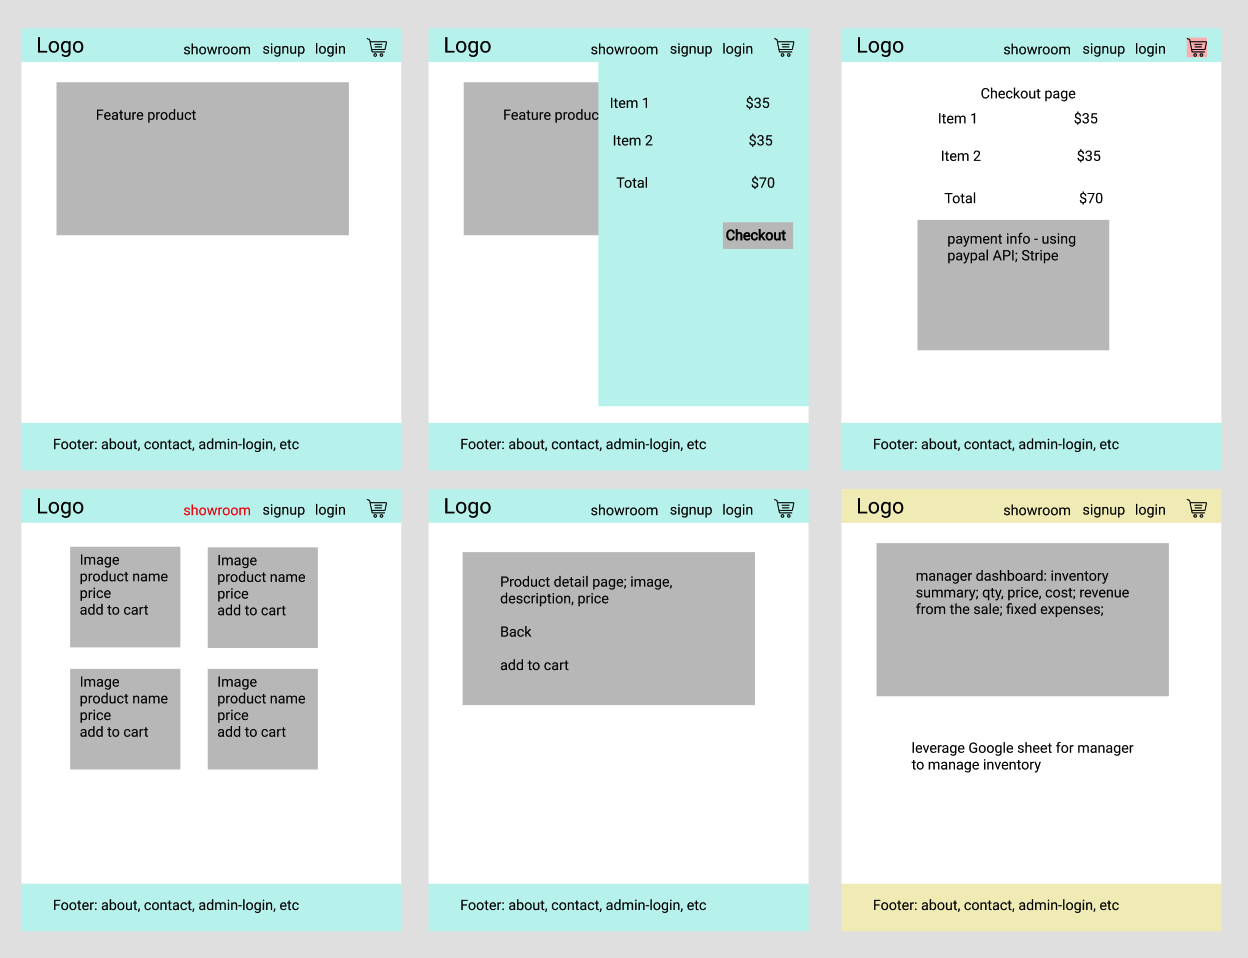 Logo
showroom signup login
Feature product
Footer: about, contact, admin-login, etc
Logo
showroom signup login
Feature produc
Item 1 $35
Item 2 $35
Total $70
Checkout
Footer: about, contact, admin-login, etc
Logo
showroom signup login
Checkout page
Item 1 $35
Item 2 $35
Total $70
payment info - using
paypal API; Stripe
Footer: about, contact, admin-login, etc
Logo
showroom signup login
Image
product name
price
add to cart
Image
product name
price
add to cart
Image
product name
price
add to cart
Image
product name
price
add to cart
Footer: about, contact, admin-login, etc
Logo
showroom signup login
Product detail page; image,
description, price
Back
add to cart
Footer: about, contact, admin-login, etc
Logo
showroom signup login
manager dashboard: inventory
summary; qty, price, cost; revenue
from the sale; fixed expenses;
leverage Google sheet for manager
to manage inventory
Footer: about, contact, admin-login, etc